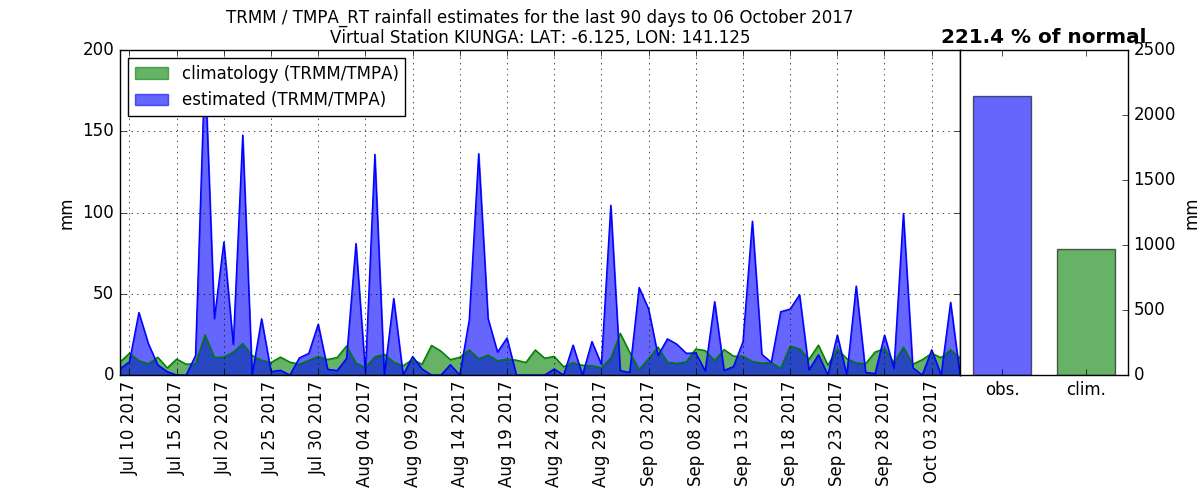 TRMM / TMPA_RT rainfall estimates for the last 90 days to 06 October 2017
Virtual Station KIUNGA: LAT: -6.125, LON: 141.125
221.4 % of normal
climatology (TRMM/TMPA)
estimated (TRMM/TMPA)
mm
200
150
100
50
0
2500
2000
1500
1000
500
0
mm
Jul 10 2017
Jul 15 2017
Jul 20 2017
Jul 25 2017
Jul 30 2017
Aug 04 2017
Aug 09 2017
Aug 14 2017
Aug 19 2017
Aug 24 2017
Aug 29 2017
Sep 03 2017
Sep 08 2017
Sep 13 2017
Sep 18 2017
Sep 23 2017
Sep 28 2017
Oct 03 2017
obs.
clim.